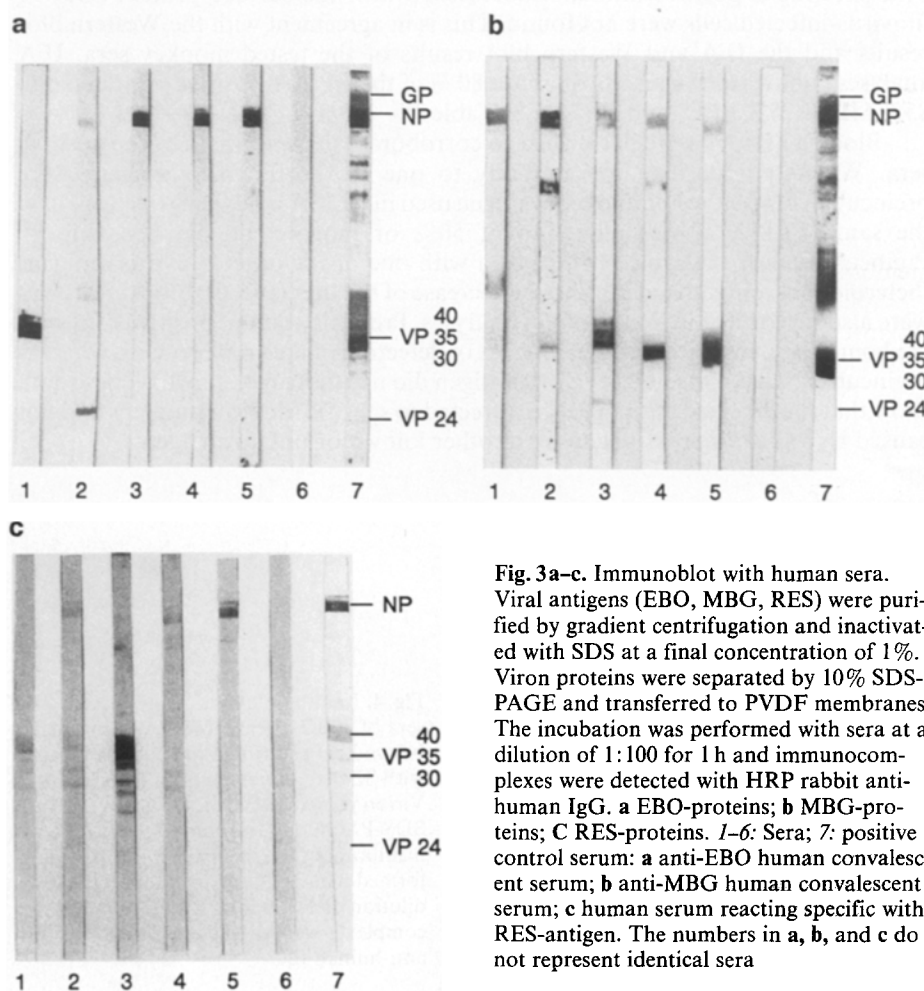 a
GP
NP
40
VP 35
30
VP 24
1 2 3 4 5 6 7
b
GP
NP
40
VP 35
30
VP 24
1 2 3 4 5 6 7
c
NP
40
VP 35
30
VP 24
1 2 3 4 5 6 7
Fig. 3 a–c. Immunoblot with human sera.
Viral antigens (EBO, MBG, RES) were puri-
fied by gradient centrifugation and inactivat-
ed with SDS at a final concentration of 1%.
Viron proteins were separated by 10% SDS-
PAGE and transferred to PVDF membranes
The incubation was performed with sera at a
dilution of 1:100 for 1 h and immunocom-
plexes were detected with HRP rabbit anti-
human IgG. a EBO-proteins; b MBG-pro-
teins; C RES-proteins. 1–6: Sera; 7: positive
control serum: a anti-EBO human convalesc
ent serum; b anti-MBG human convalescent
serum; c human serum reacting specific with
RES-antigen. The numbers in a, b, and c do
not represent identical sera